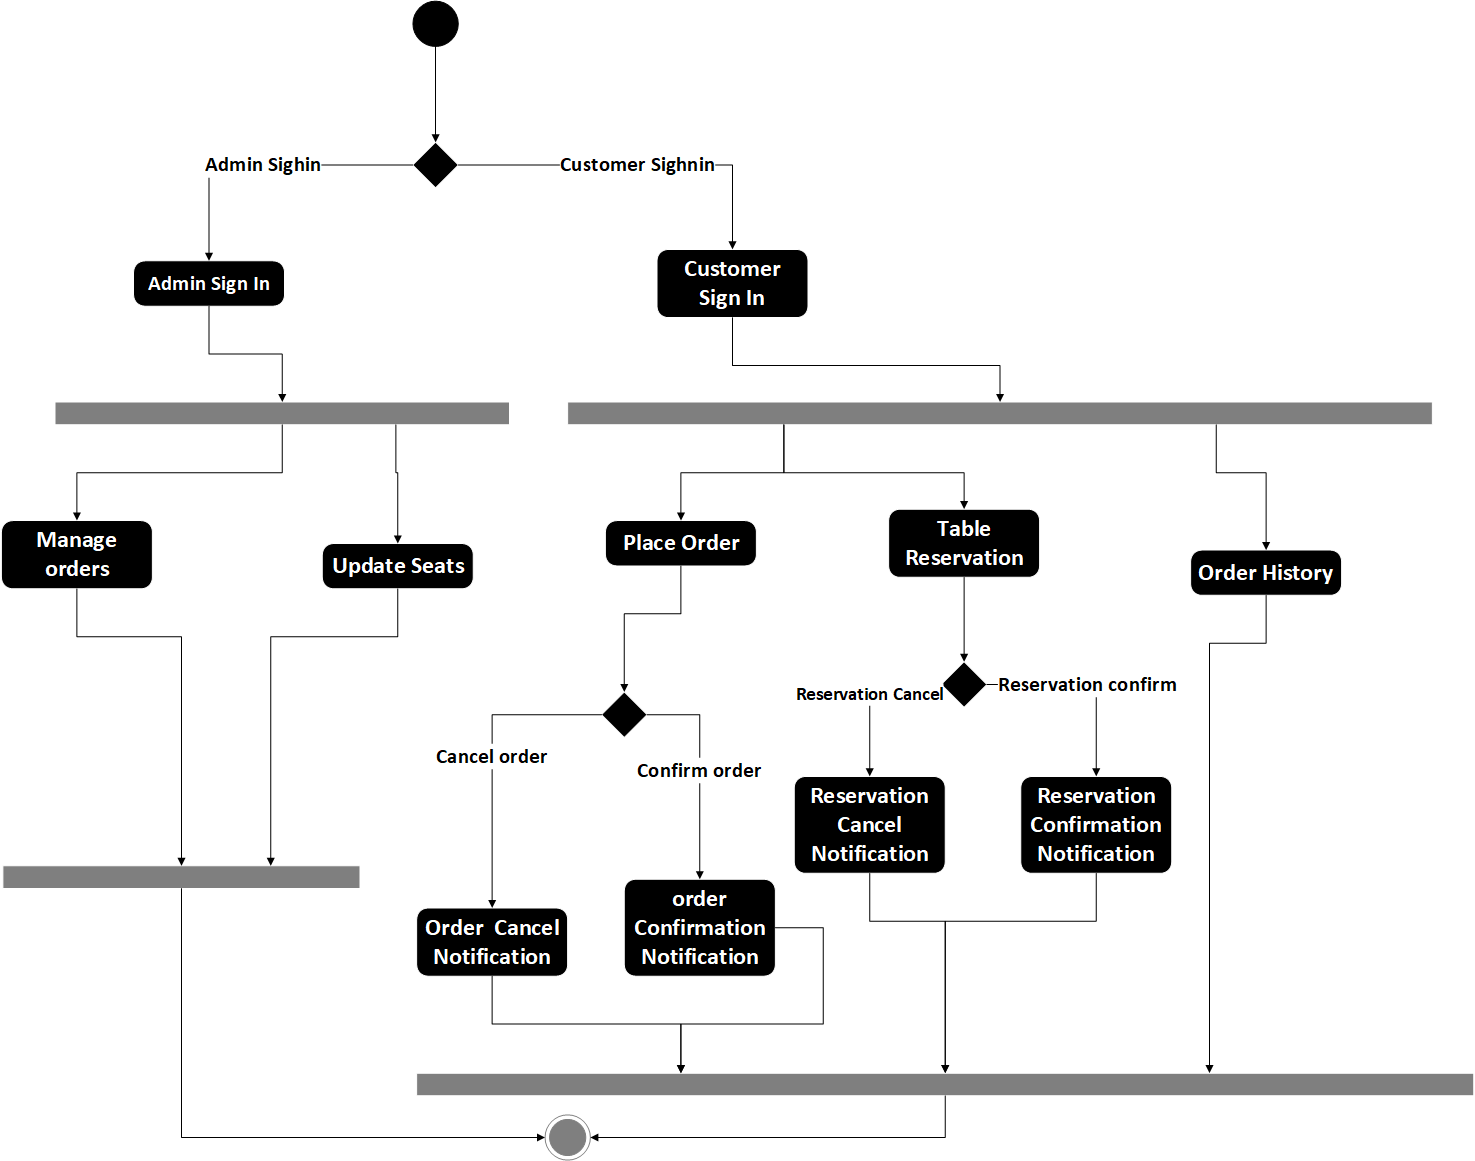 Admin Sighin
Customer Sighnin
Admin Sign In
Customer
Sign In
Manage
orders
Update Seats
Place Order
Table
Reservation
Order History
Reservation Cancel
Reservation confirm
Cancel order
Confirm order
Reservation
Cancel
Notification
Reservation
Confirmation
Notification
Order  Cancel
Notification
order
Confirmation
Notification